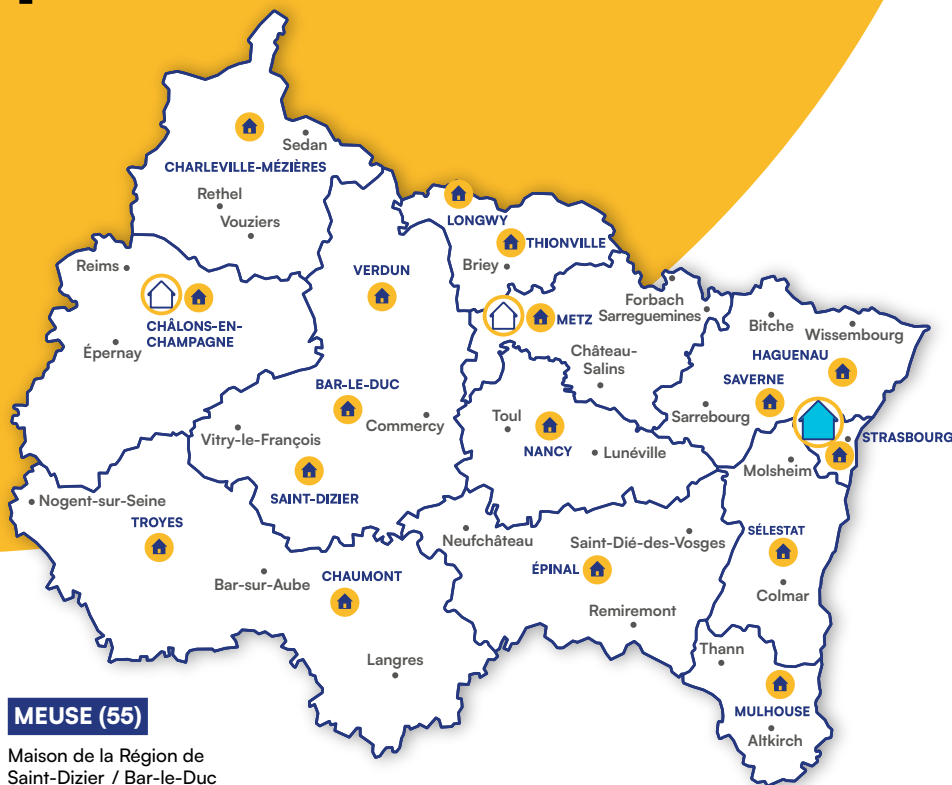 Sedan
CHARLEVILLE-MÉZIÈRES
Rethel
Vouziers
LONGWY
THIONVILLE
Briey
Reims
VERDUN
CHÂLONS-EN-
CHAMPAGNE
Épernay
METZ
Forbach
Sarreguemines
Château-
Salins
Bitche
Wissembourg
HAGUENAU
SAVERNE
Sarrebourg
STRASBOURG
Molsheim
BAR-LE-DUC
Commercy
Vitry-le-François
SAINT-DIZIER
Toul
NANCY
Lunéville
Nogent-sur-Seine
TROYES
Bar-sur-Aube
CHAUMONT
Langres
Neufchâteau
Saint-Dié-des-Vosges
ÉPINAL
Remiremont
SÉLESTAT
Colmar
Thann
MULHOUSE
Altkirch
MEUSE (55)
Maison de la Région de
Saint-Dizier / Bar-le-Duc